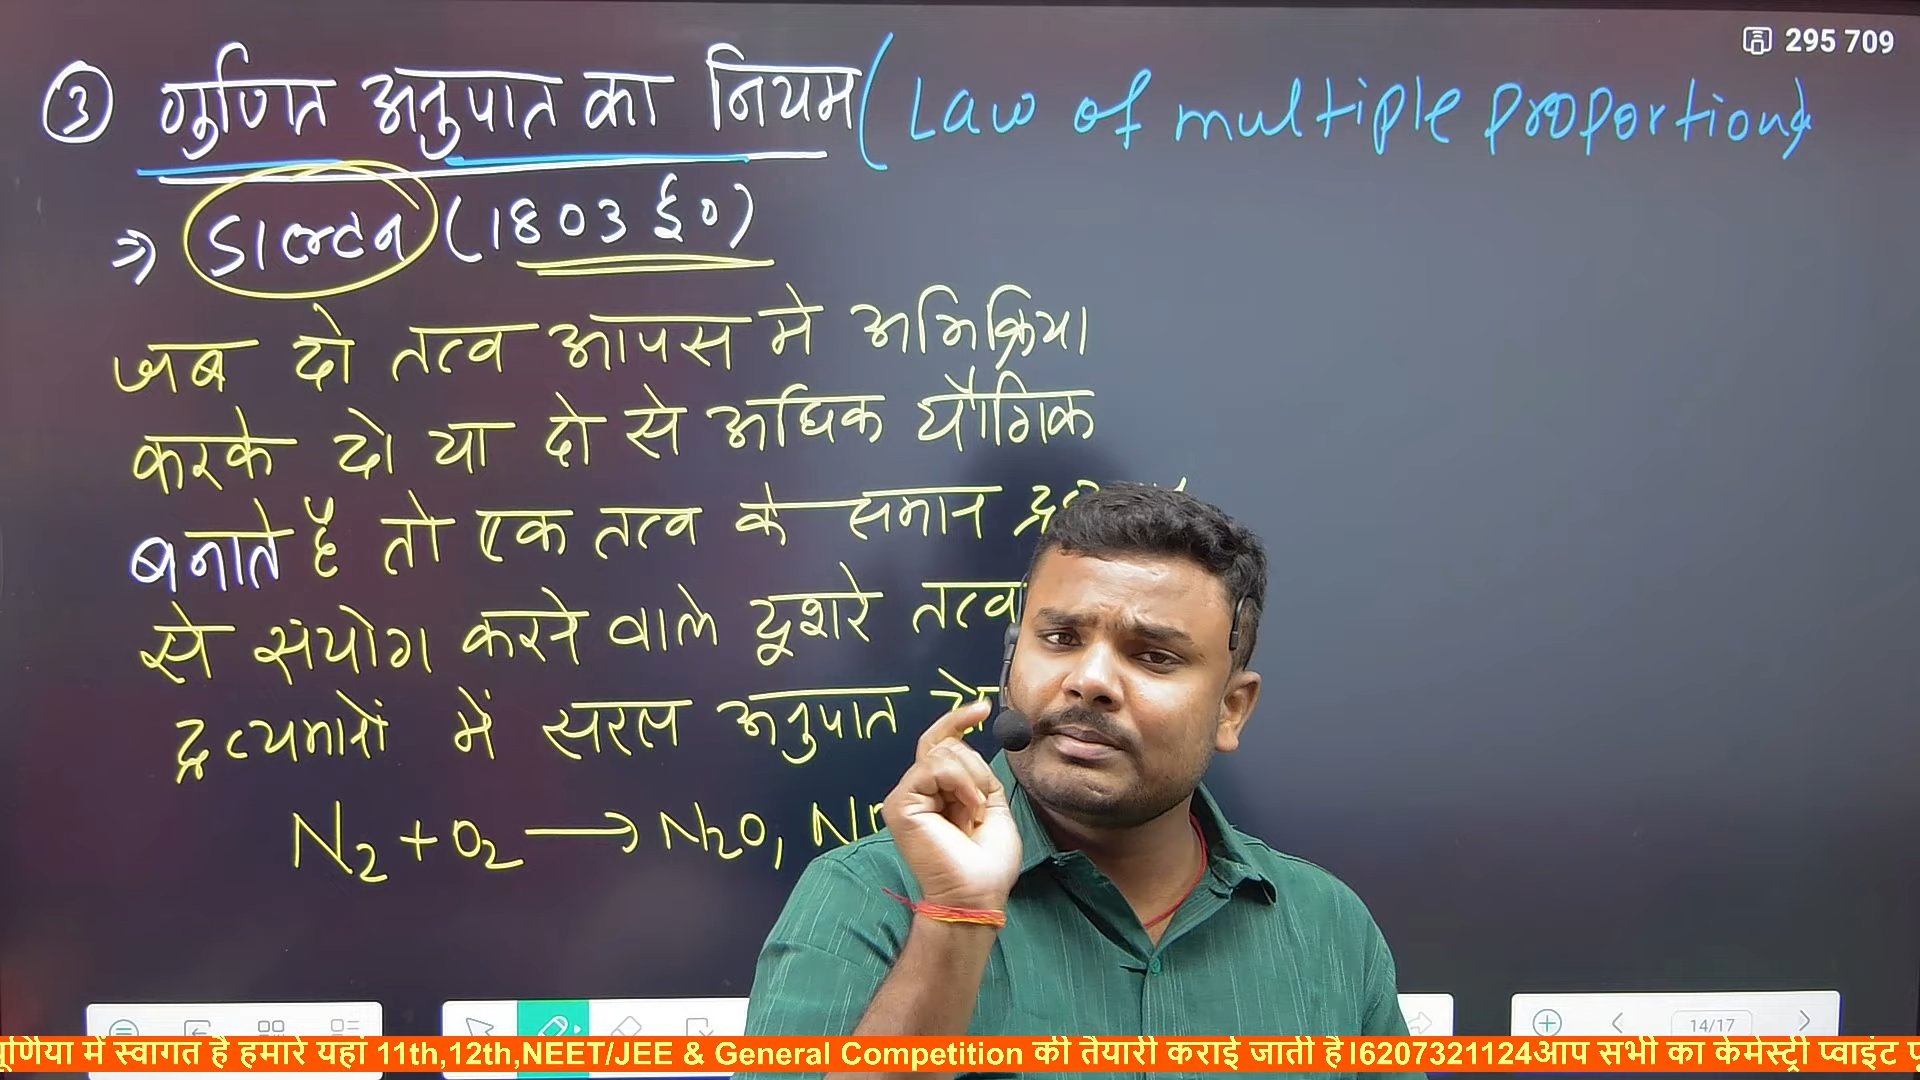 295 709
③ गुणित अनुपात का नियम ( Law of multiple proportion)
⇒ डाल्टन (1803 ई०)
जब दो तत्व आपस मे अभिक्रिया
करके दो या दो से अधिक यौगिक
बनाते हैं तो एक तत्व के समान
से संयोग करने वाले दूशरे तत्व
द्रव्यमानों में सरल अनुपात
N₂ + O₂ ⟶ N₂O,
14/17
में स्वागत है हमारे यहां 11th,12th,NEET/JEE & General Competition की तैयारी कराई जाती है।6207321124आप सभी का केमेस्ट्री प्वाइंट